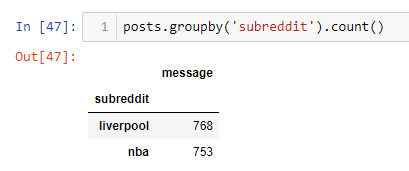 In [47]: 1 posts.groupby('subreddit').count()
Out[47]:
message
subreddit
liverpool 768
nba 753